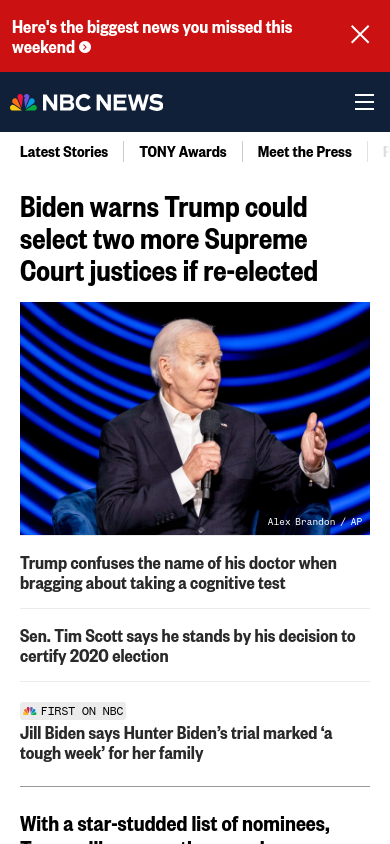 Here's the biggest news you missed this
weekend
NBC NEWS
Latest Stories
TONY Awards
Meet the Press
Biden warns Trump could
select two more Supreme
Court justices if re-elected
Alex Brandon / AP
Trump confuses the name of his doctor when
bragging about taking a cognitive test
Sen. Tim Scott says he stands by his decision to
certify 2020 election
FIRST ON NBC
Jill Biden says Hunter Biden’s trial marked ‘a
tough week’ for her family
With a star-studded list of nominees,